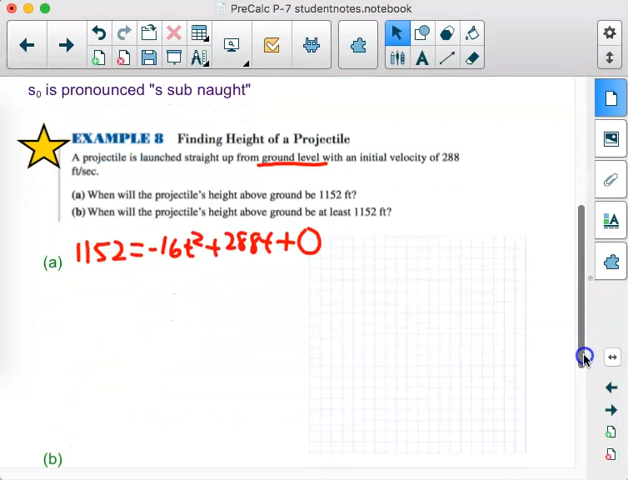 PreCalc P-7 studentnotes.notebook
s₀ is pronounced "s sub naught"
EXAMPLE 8 Finding Height of a Projectile
A projectile is launched straight up from ground level with an initial velocity of 288
ft/sec.
(a) When will the projectile's height above ground be 1152 ft?
(b) When will the projectile's height above ground be at least 1152 ft?
(a) 1152 = -16t² + 288t + 0
(b)